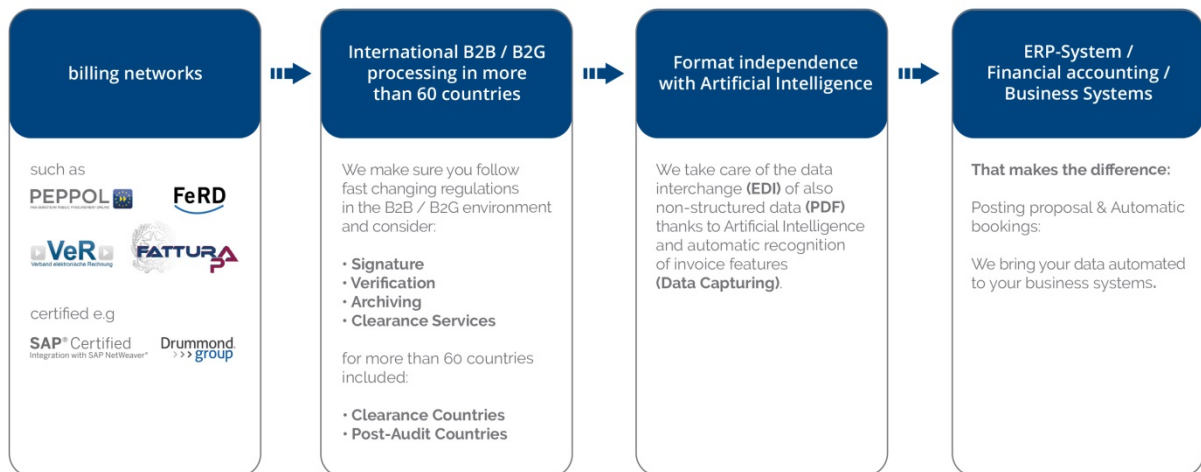 billing networks
such as
PEPPOL
PAN-EUROPEAN PUBLIC PROCUREMENT ONLINE
FeRD
VeR
Verband elektronische Rechnung
FATTURA
PA
certified e.g
SAP® Certified
Integration with SAP NetWeaver®
Drummond
>>> group
International B2B / B2G
processing in more
than 60 countries
We make sure you follow
fast changing regulations
in the B2B / B2G environment
and consider:
• Signature
• Verification
• Archiving
• Clearance Services
for more than 60 countries
included:
• Clearance Countries
• Post-Audit Countries
Format independence
with Artificial Intelligence
We take care of the data
interchange (EDI) of also
non-structured data (PDF)
thanks to Artificial Intelligence
and automatic recognition
of invoice features
(Data Capturing).
ERP-System /
Financial accounting /
Business Systems
That makes the difference:
Posting proposal & Automatic
bookings:
We bring your data automated
to your business systems.